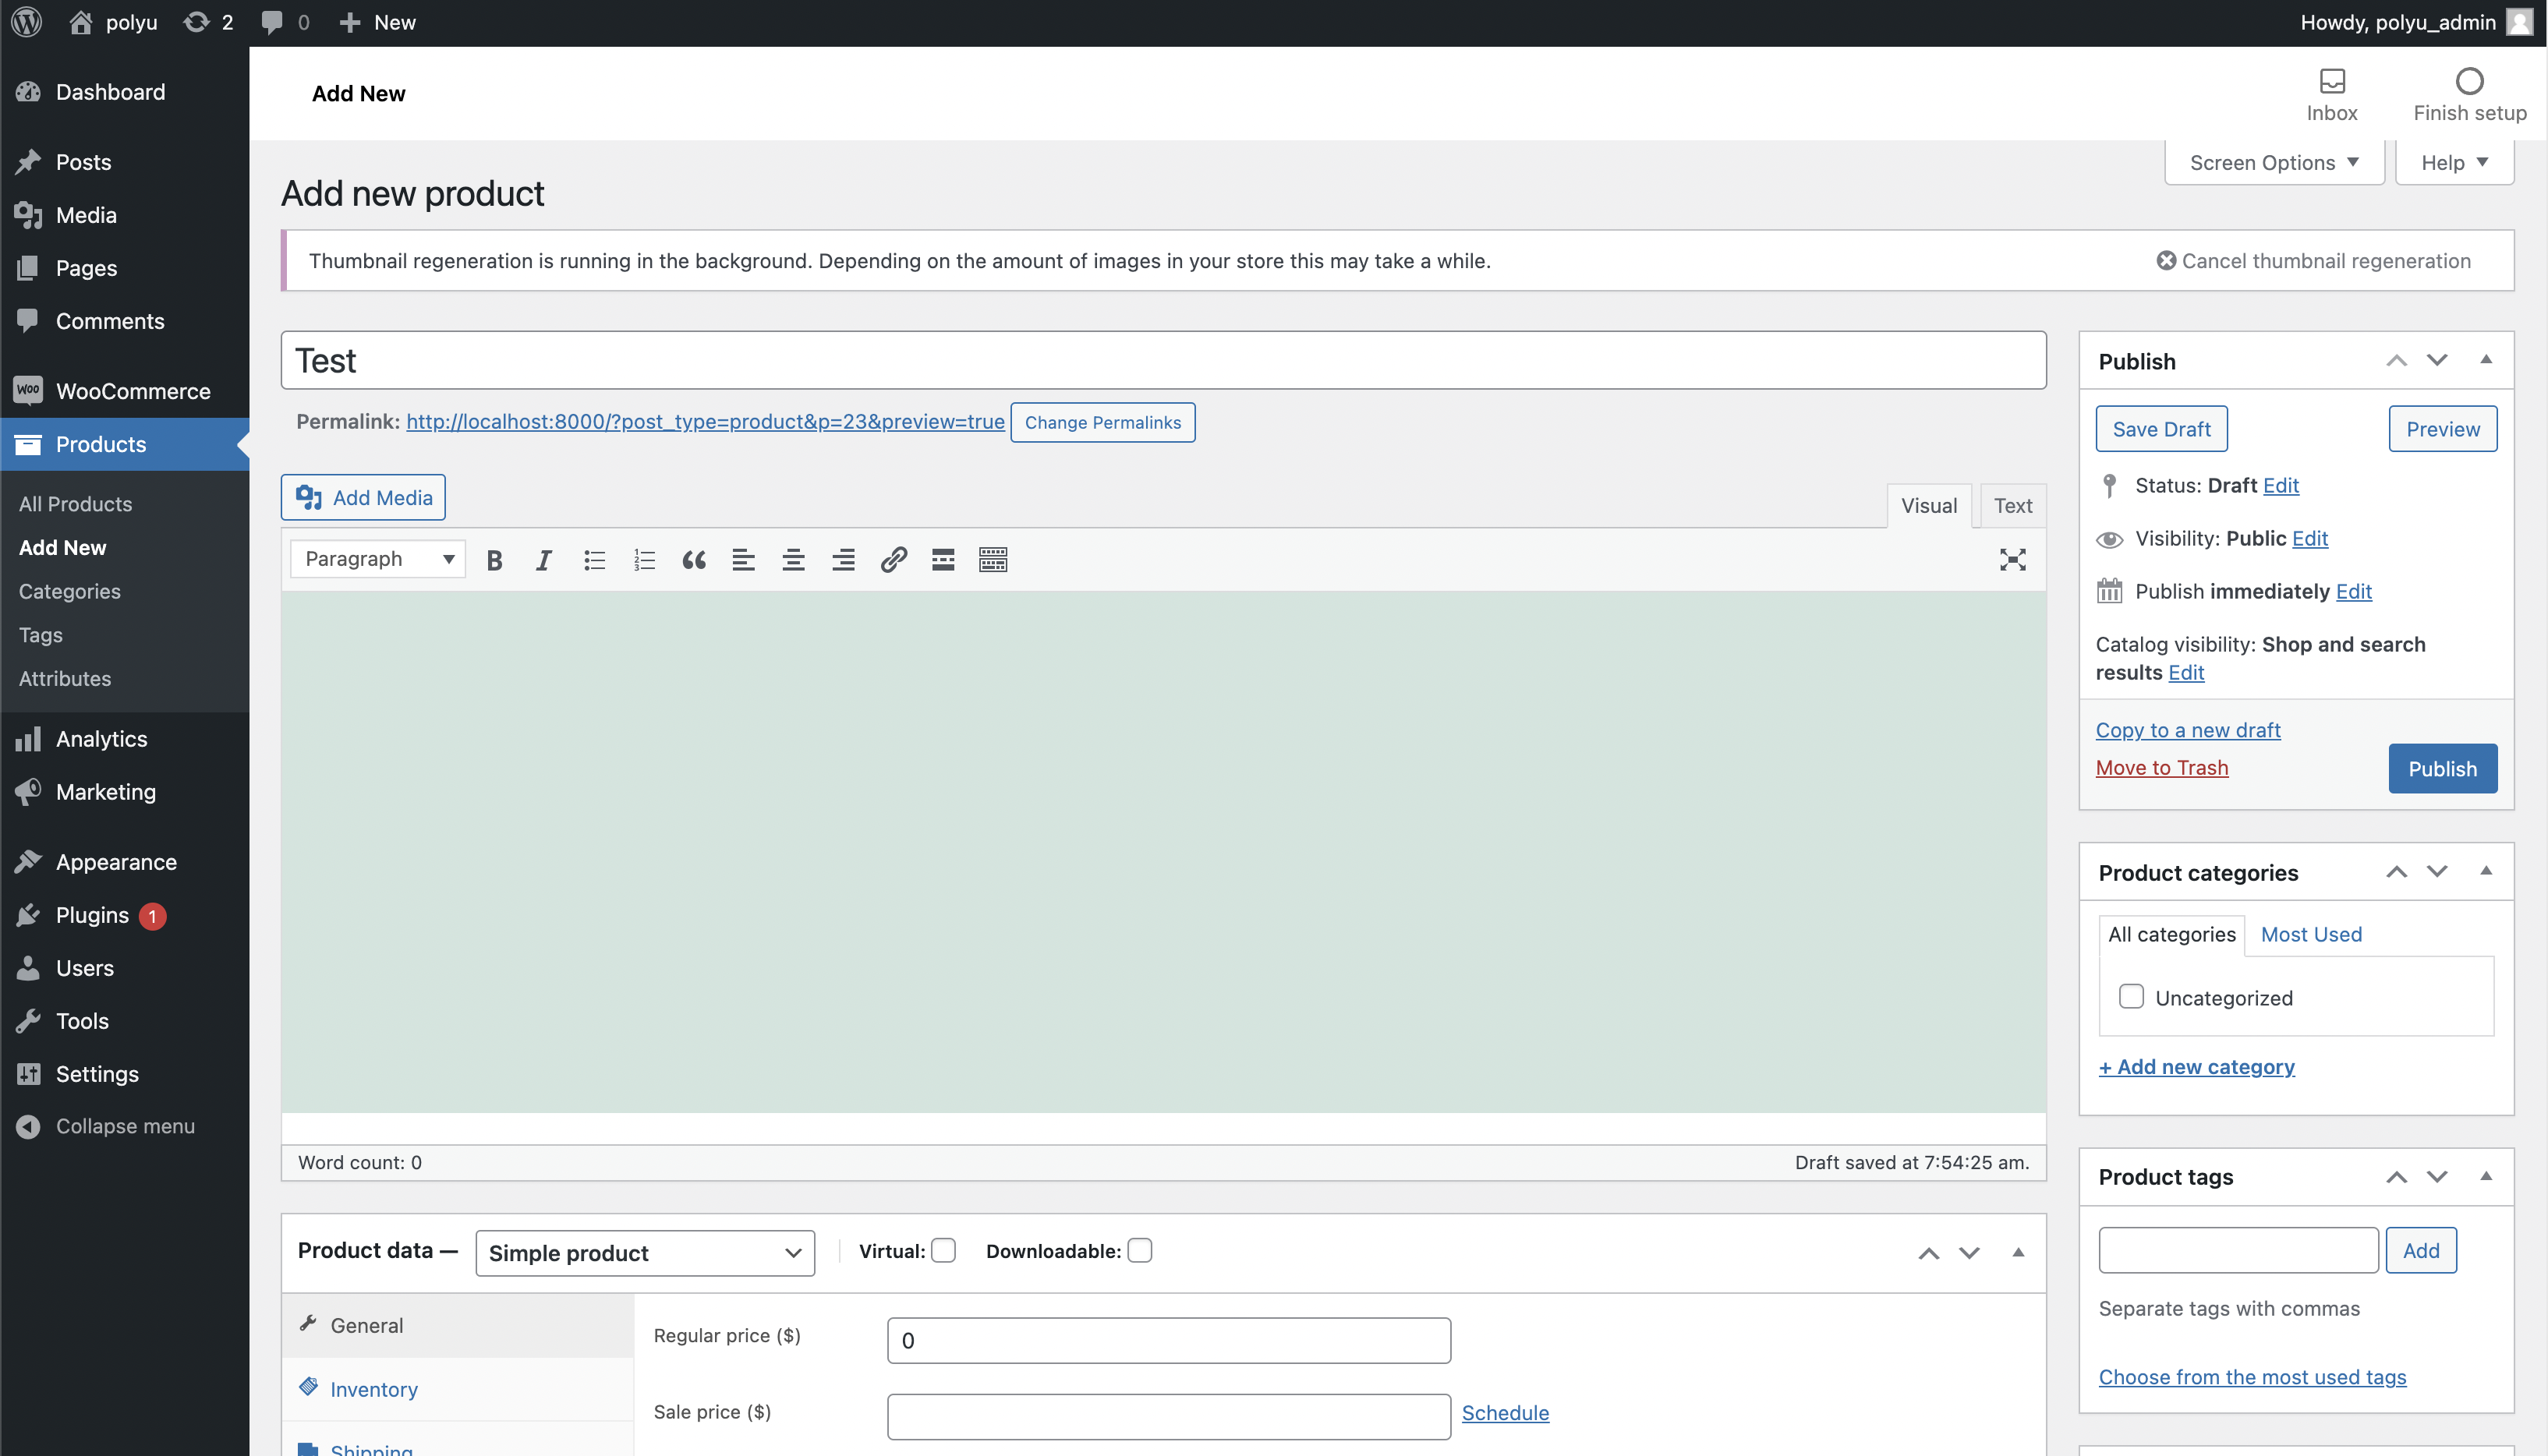 polyu
2
0
New
Howdy, polyu_admin
Dashboard
Posts
Media
Pages
Comments
Woo
WooCommerce
Products
All Products
Add New
Categories
Tags
Attributes
Analytics
Marketing
Appearance
Plugins 1
Users
Tools
Settings
Collapse menu
Add New
Inbox
Finish setup
Screen Options
Help
Add new product
Thumbnail regeneration is running in the background. Depending on the amount of images in your store this may take a while.
Cancel thumbnail regeneration
Test
Permalink: http://localhost:8000/?post_type=product&p=23&preview=true
Change Permalinks
Add Media
Visual
Text
Paragraph
Word count: 0
Draft saved at 7:54:25 am.
Product data —
Simple product
Virtual:
Downloadable:
General
Inventory
Shipping
Regular price ($)
0
Sale price ($)
Schedule
Publish
Save Draft
Preview
Status: Draft Edit
Visibility: Public Edit
Publish immediately Edit
Catalog visibility: Shop and search
results Edit
Copy to a new draft
Move to Trash
Publish
Product categories
All categories
Most Used
Uncategorized
+ Add new category
Product tags
Add
Separate tags with commas
Choose from the most used tags